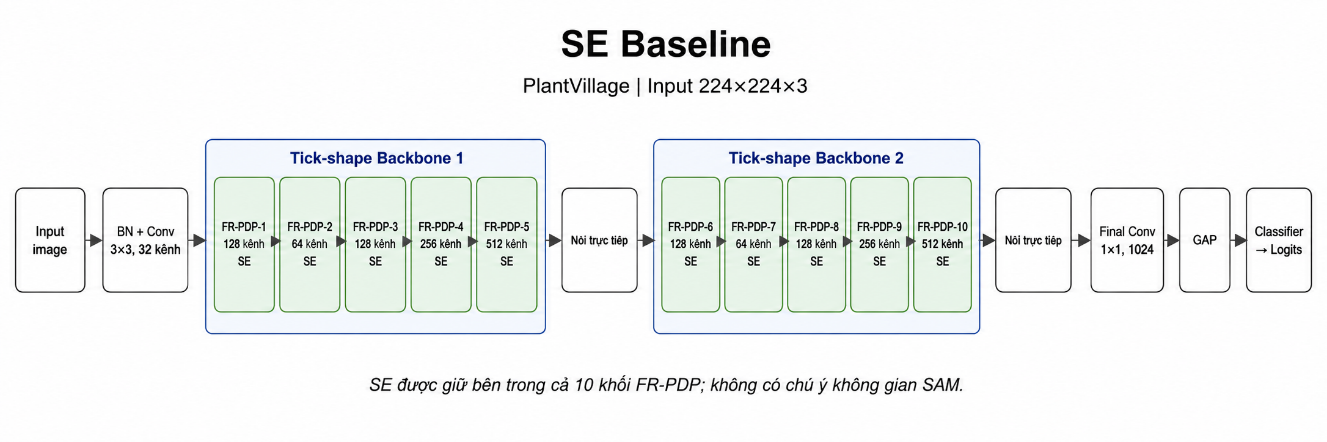 SE Baseline
PlantVillage | Input 224×224×3
Tick-shape Backbone 1
Tick-shape Backbone 2
Input
image
BN + Conv
3×3, 32 kênh
FR-PDP-1
128 kênh
SE
FR-PDP-2
64 kênh
SE
FR-PDP-3
128 kênh
SE
FR-PDP-4
256 kênh
SE
FR-PDP-5
512 kênh
SE
Nối trực tiếp
FR-PDP-6
128 kênh
SE
FR-PDP-7
64 kênh
SE
FR-PDP-8
128 kênh
SE
FR-PDP-9
256 kênh
SE
FR-PDP-10
512 kênh
SE
Nối trực tiếp
Final Conv
1×1, 1024
GAP
Classifier
→ Logits
SE được giữ bên trong cả 10 khối FR-PDP; không có chú ý không gian SAM.